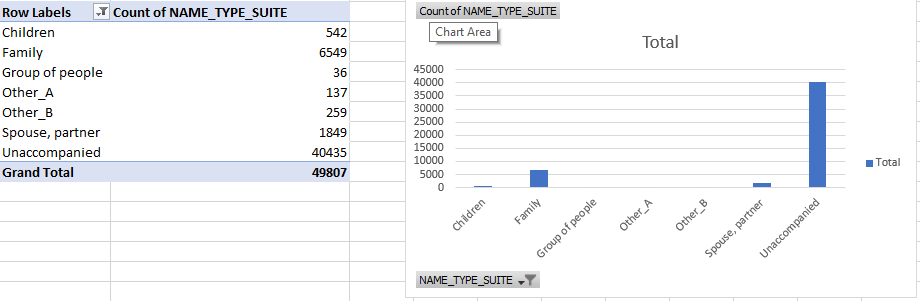 Row Labels Count of NAME_TYPE_SUITE
Children 542
Family 6549
Group of people 36
Other_A 137
Other_B 259
Spouse, partner 1849
Unaccompanied 40435
Grand Total 49807
Count of NAME_TYPE_SUITE
Chart Area
Total
45000
40000
35000
30000
25000
20000
15000
10000
5000
0
Children
Family
Group of people
Other_A
Other_B
Spouse, partner
Unaccompanied
Total
NAME_TYPE_SUITE